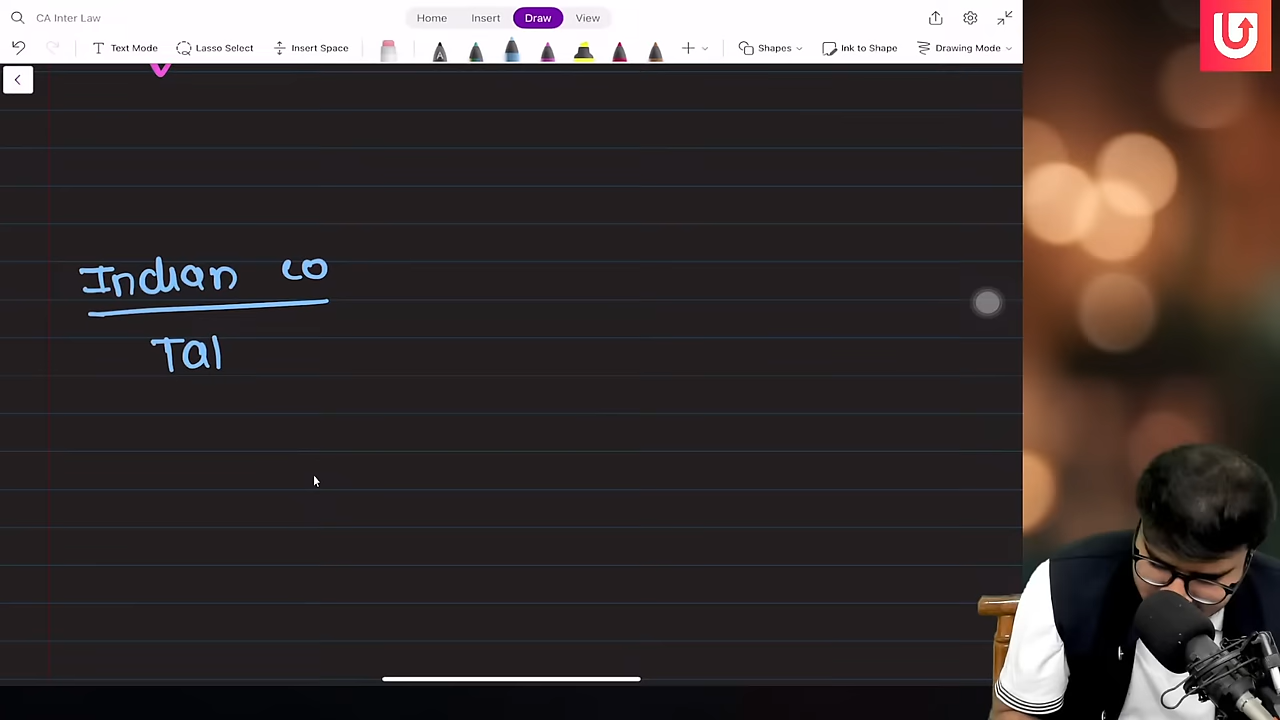 CA Inter Law
Home Insert Draw View
Text Mode Lasso Select Insert Space A Shapes Ink to Shape Drawing Mode
Indian co
Tal